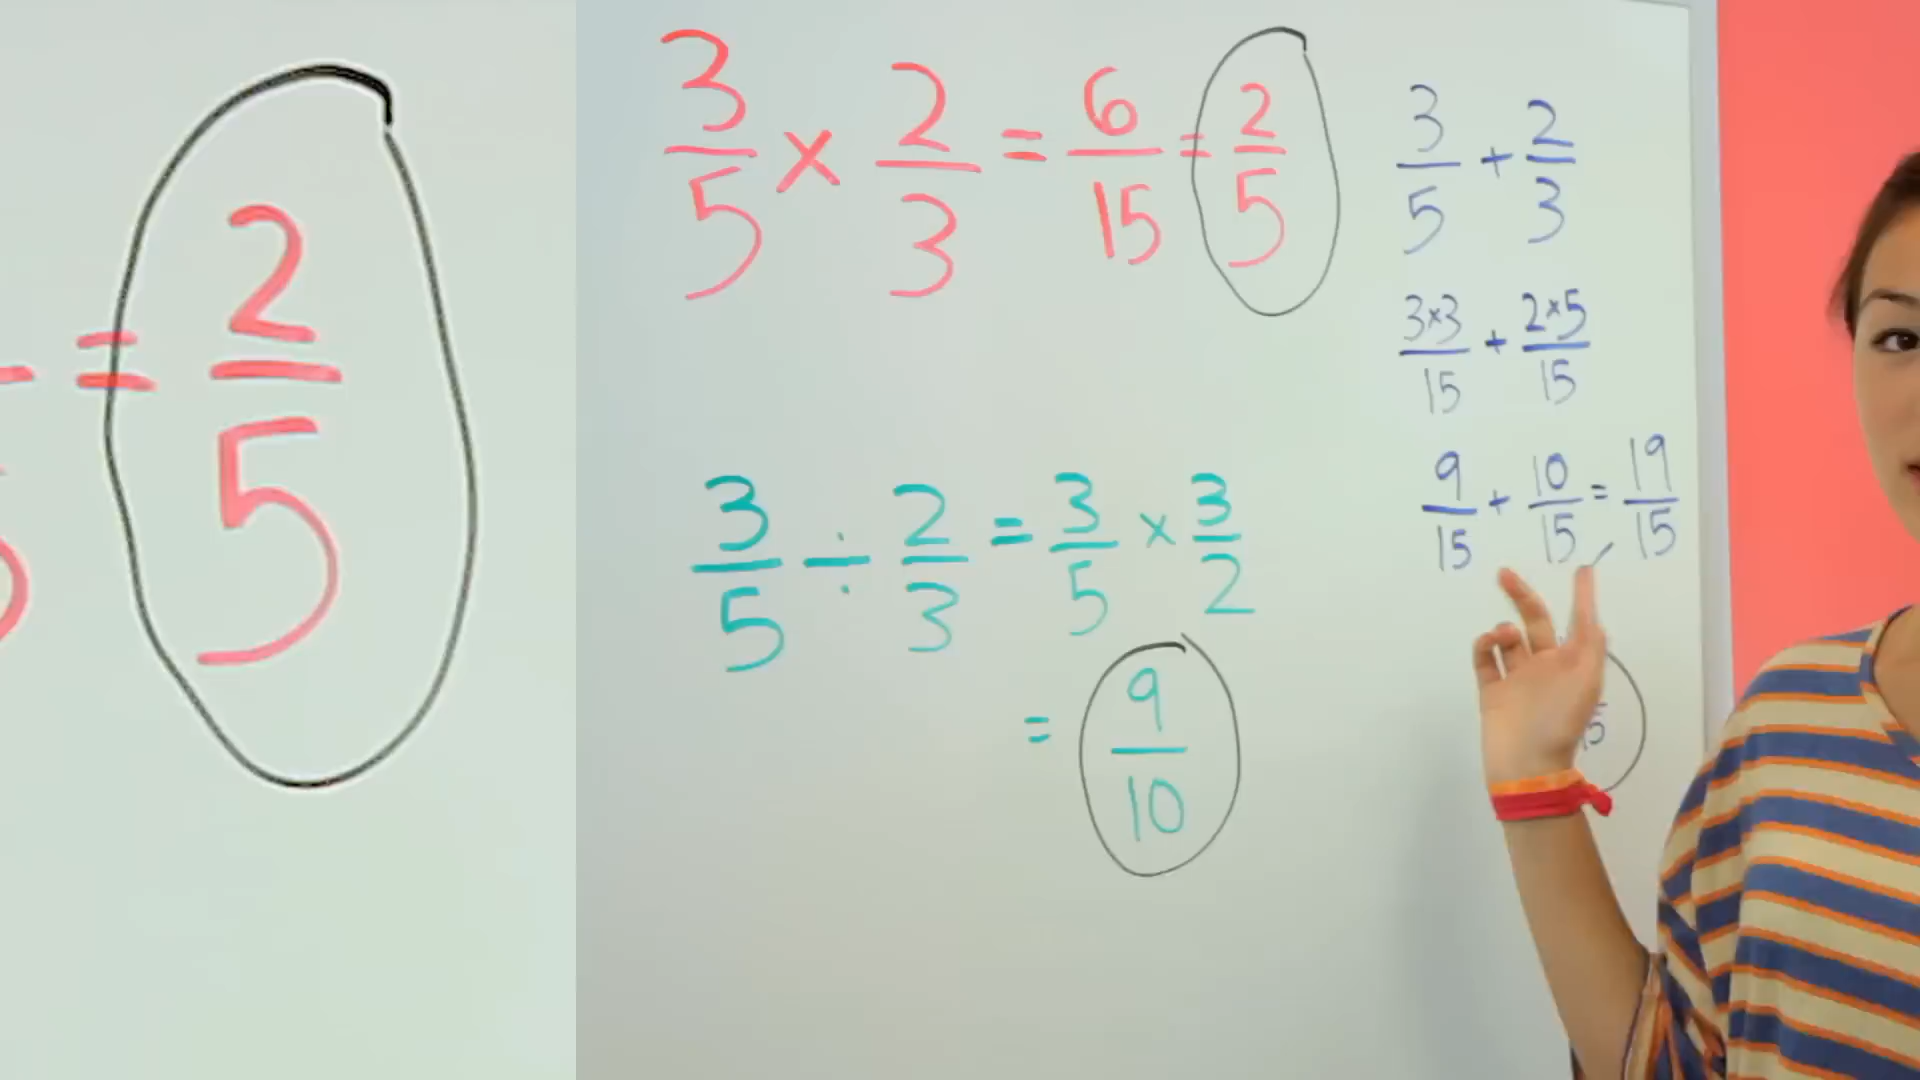 = 2/5
3/5 × 2/3 = 6/15 = 2/5
3/5 ÷ 2/3 = 3/5 × 3/2
= 9/10
3/5 + 2/3
3×3/15 + 2×5/15
9/15 + 10/15 = 19/15